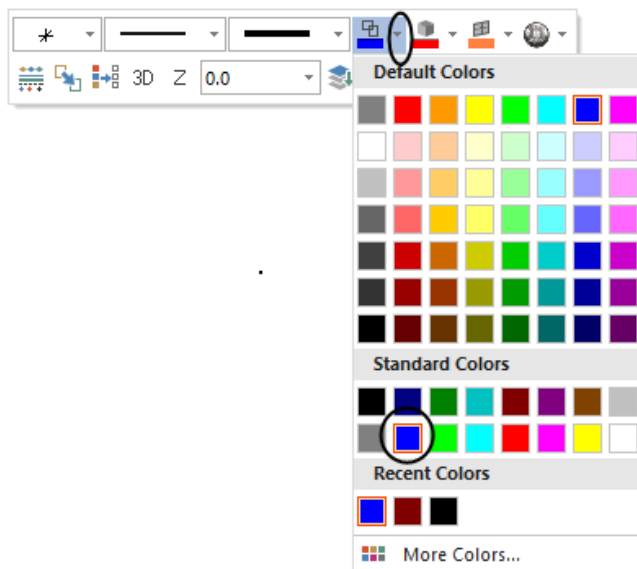 3D Z 0.0
Default Colors
Standard Colors
Recent Colors
More Colors...